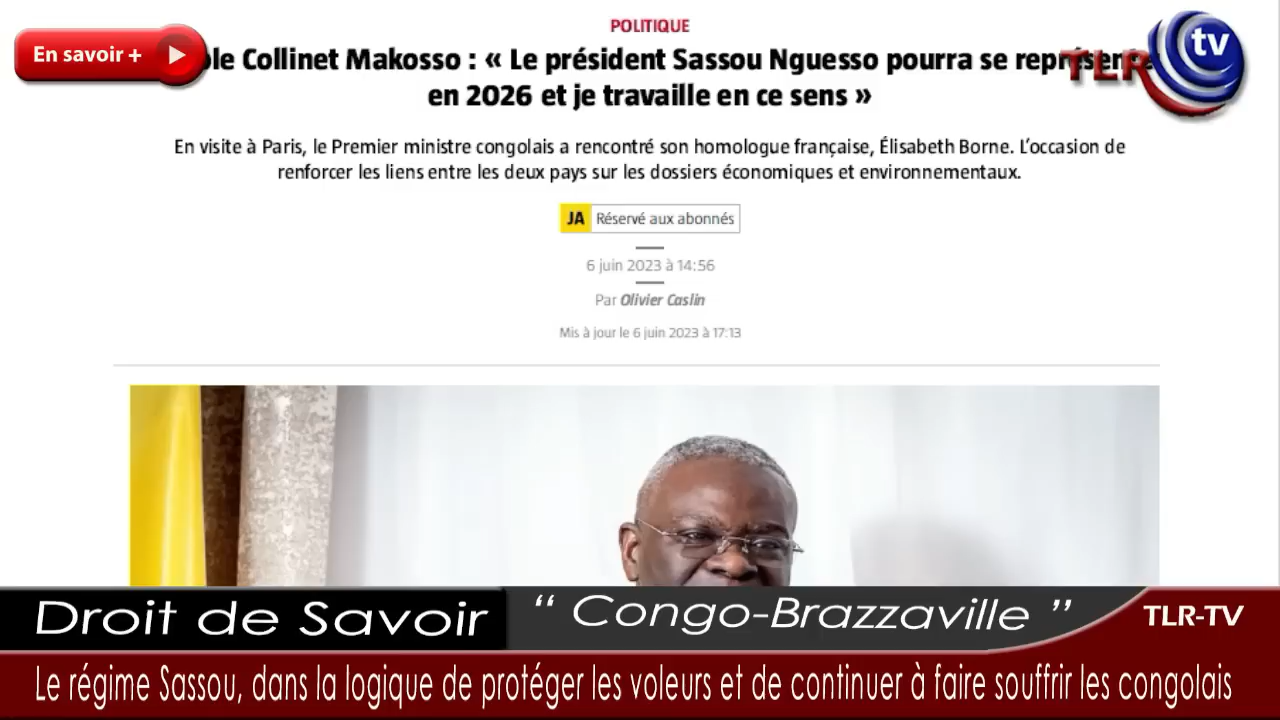 POLITIQUE
En savoir +
ole Collinet Makosso : « Le président Sassou Nguesso pourra se représenter
en 2026 et je travaille en ce sens »
TLR tv
En visite à Paris, le Premier ministre congolais a rencontré son homologue française, Élisabeth Borne. L’occasion de
renforcer les liens entre les deux pays sur les dossiers économiques et environnementaux.
JA Réservé aux abonnés
6 juin 2023 à 14:56
Par Olivier Caslin
Mis à jour le 6 juin 2023 à 17:13
Droit de Savoir “ Congo-Brazzaville ” TLR-TV
Le régime Sassou, dans la logique de protéger les voleurs et de continuer à faire souffrir les congolais